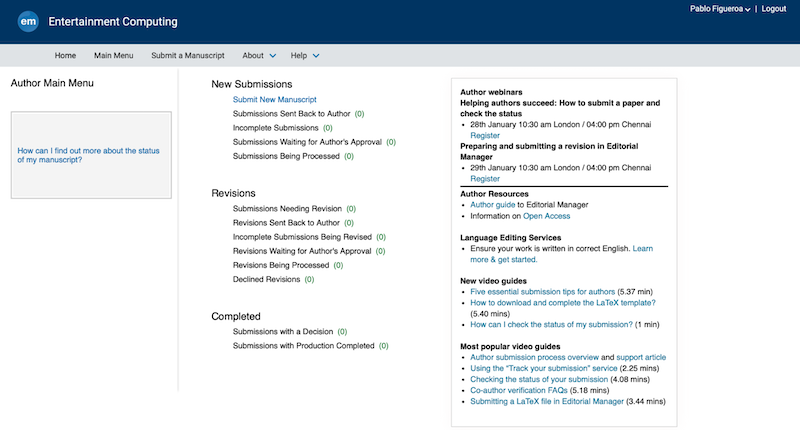 Pablo Figueroa | Logout
em Entertainment Computing
Home Main Menu Submit a Manuscript About Help
Author Main Menu
How can I find out more about the status
of my manuscript?
New Submissions
Submit New Manuscript
Submissions Sent Back to Author (0)
Incomplete Submissions (0)
Submissions Waiting for Author's Approval (0)
Submissions Being Processed (0)
Revisions
Submissions Needing Revision (0)
Revisions Sent Back to Author (0)
Incomplete Submissions Being Revised (0)
Revisions Waiting for Author's Approval (0)
Revisions Being Processed (0)
Declined Revisions (0)
Completed
Submissions with a Decision (0)
Submissions with Production Completed (0)
Author webinars
Helping authors succeed: How to submit a paper and
check the status
• 28th January 10:30 am London / 04:00 pm Chennai
Register
Preparing and submitting a revision in Editorial
Manager
• 29th January 10:30 am London / 04:00 pm Chennai
Register
Author Resources
• Author guide to Editorial Manager
• Information on Open Access
Language Editing Services
• Ensure your work is written in correct English. Learn
more & get started.
New video guides
• Five essential submission tips for authors (5.37 min)
• How to download and complete the LaTeX template?
(5.40 mins)
• How can I check the status of my submission? (1 min)
Most popular video guides
• Author submission process overview and support article
• Using the "Track your submission" service (2.25 mins)
• Checking the status of your submission (4.08 mins)
• Co-author verification FAQs (5.18 mins)
• Submitting a LaTeX file in Editorial Manager (3.44 mins)